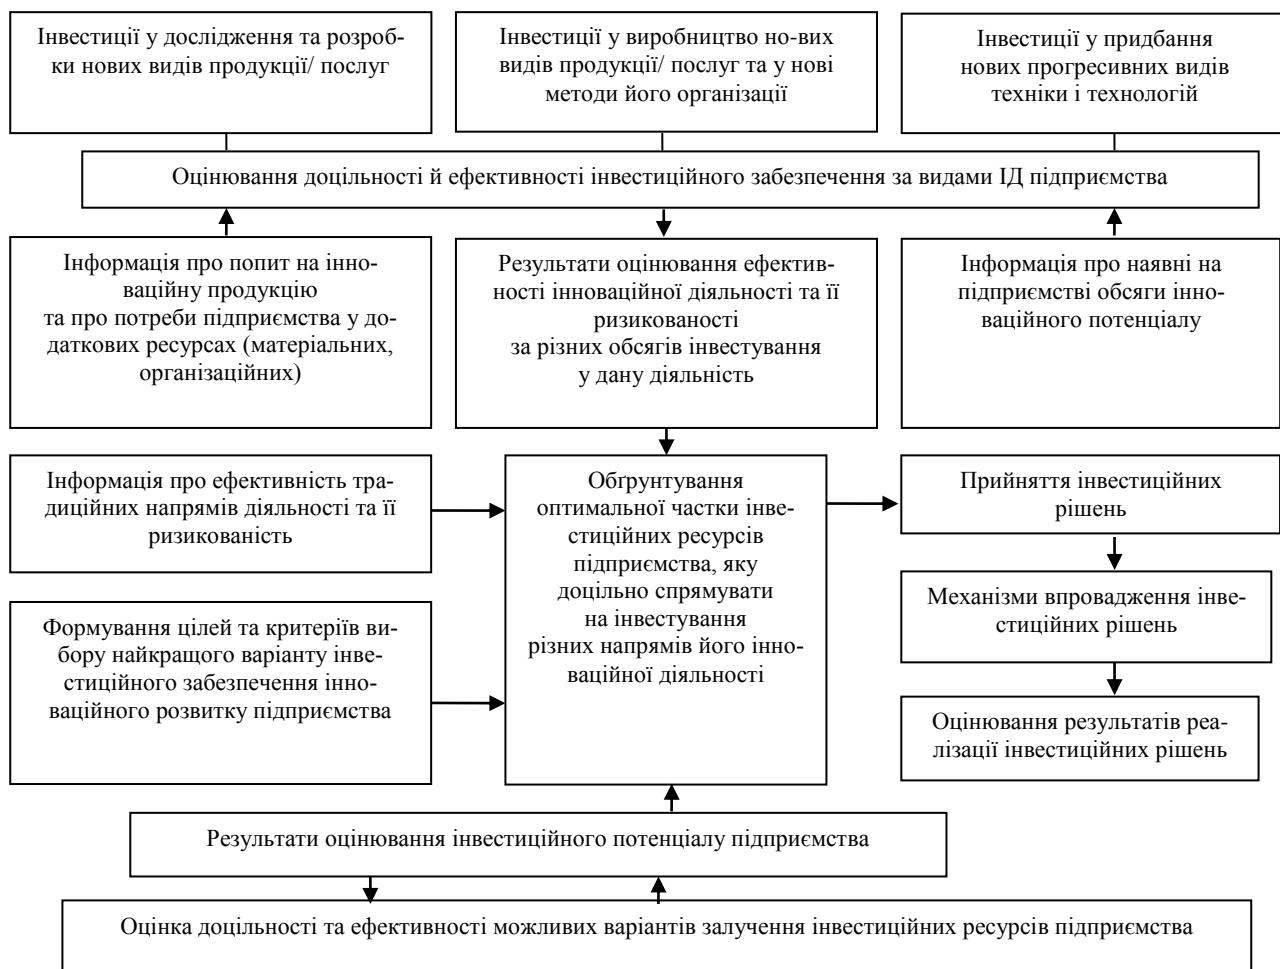 Інвестиції у дослідження та розроб-
ки нових видів продукції/ послуг
Інвестиції у виробництво но-вих
видів продукції/ послуг та у нові
методи його організації
Інвестиції у придбання
нових прогресивних видів
техніки і технологій
Оцінювання доцільності й ефективності інвестиційного забезпечення за видами ІД підприємства
Інформація про попит на інно-
ваційну продукцію
та про потреби підприємства у до-
даткових ресурсах (матеріальних,
організаційних)
Результати оцінювання ефектив-
ності інноваційної діяльності та її
ризикованості
за різних обсягів інвестування
у дану діяльність
Інформація про наявні на
підприємстві обсяги інно-
ваційного потенціалу
Інформація про ефективність тра-
диційних напрямів діяльності та її
ризикованість
Обґрунтування
оптимальної частки інве-
стиційних ресурсів
підприємства, яку
доцільно спрямувати
на інвестування
різних напрямів його інно-
ваційної діяльності
Прийняття інвестиційних
рішень
Механізми впровадження інве-
стиційних рішень
Формування цілей та критеріїв ви-
бору найкращого варіанту інве-
стиційного забезпечення інно-
ваційного розвитку підприємства
Оцінювання результатів реа-
лізації інвестиційних рішень
Результати оцінювання інвестиційного потенціалу підприємства
Оцінка доцільності та ефективності можливих варіантів залучення інвестиційних ресурсів підприємства